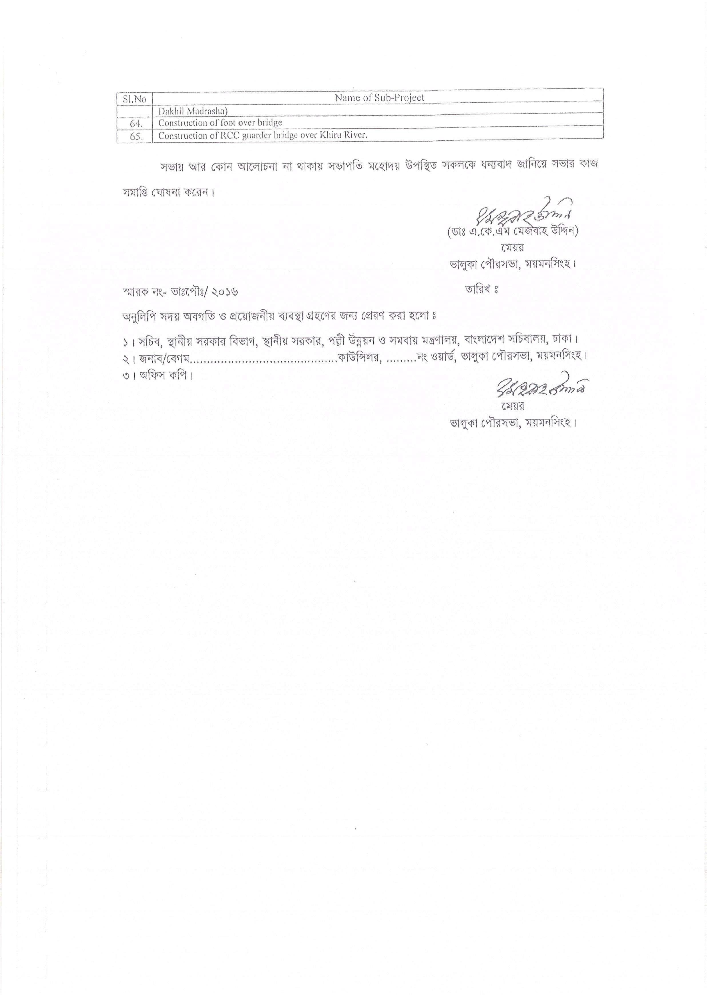 Sl.No Name of Sub-Project
Dakhil Madrasha)
64. Construction of foot over bridge
65. Construction of RCC guarder bridge over Khiru River.
সভায় আর কোন আলোচনা না থাকায় সভাপতি মহোদয় উপস্থিত সকলকে ধন্যবাদ জানিয়ে সভার কাজ
সমাপ্তি ঘোষনা করেন।
(ডাঃ এ.কে.এম মেজবাহ উদ্দিন)
মেয়র
ভালুকা পৌরসভা, ময়মনসিংহ।
স্মারক নং- ভাঃপৌঃ/ ২০১৬ তারিখ ঃ
অনুলিপি সদয় অবগতি ও প্রয়োজনীয় ব্যবস্থা গ্রহণের জন্য প্রেরণ করা হলো ঃ
১। সচিব, স্থানীয় সরকার বিভাগ, স্থানীয় সরকার, পল্লী উন্নয়ন ও সমবায় মন্ত্রণালয়, বাংলাদেশ সচিবালয়, ঢাকা।
২। জনাব/বেগম...........................................কাউন্সিলর, .........নং ওয়ার্ড, ভালুকা পৌরসভা, ময়মনসিংহ।
৩। অফিস কপি।
মেয়র
ভালুকা পৌরসভা, ময়মনসিংহ।